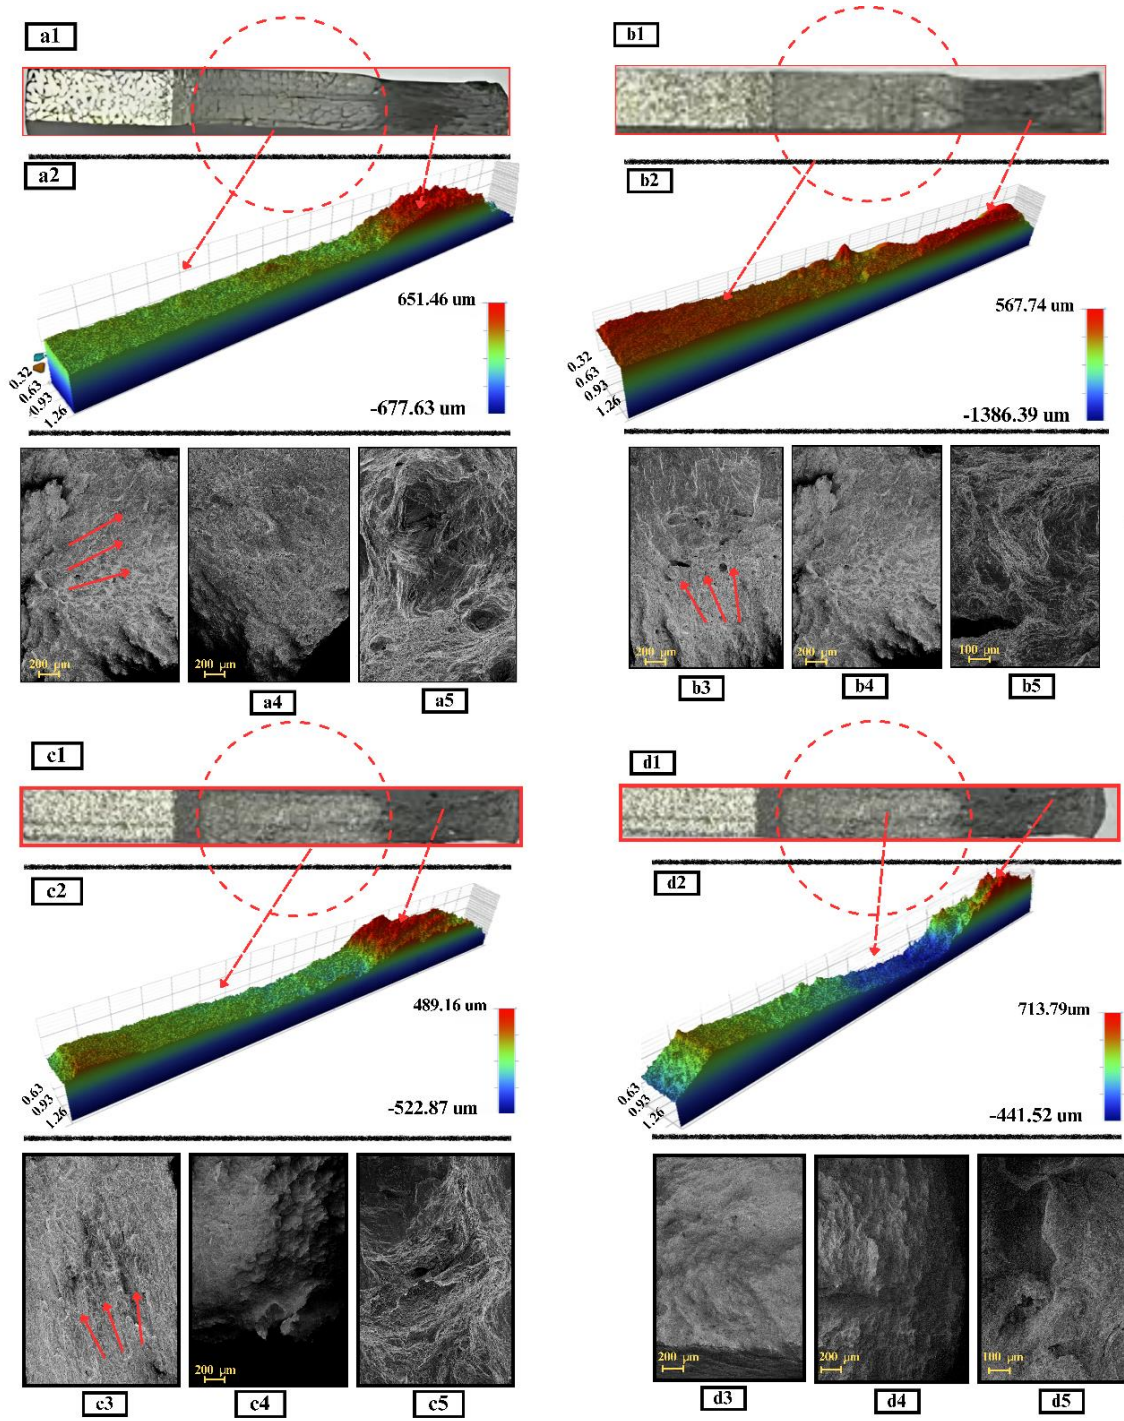 a1
b1
a2
b2
651.46 um
-677.63 um
0.32
0.63
0.93
1.26
567.74 um
-1386.39 um
0.32
0.63
0.93
1.26
200 µm
200 µm
a4
a5
200 µm
200 µm
100 µm
b3
b4
b5
c1
d1
c2
d2
489.16 um
-522.87 um
0.63
0.93
1.26
713.79um
-441.52 um
0.63
0.93
1.26
200 µm
c3
c4
c5
200 µm
200 µm
100 µm
d3
d4
d5